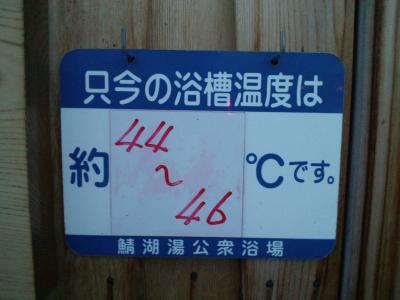 只今の浴槽温度は
約 44
~
46 ℃です。
鯖湖湯公衆浴場